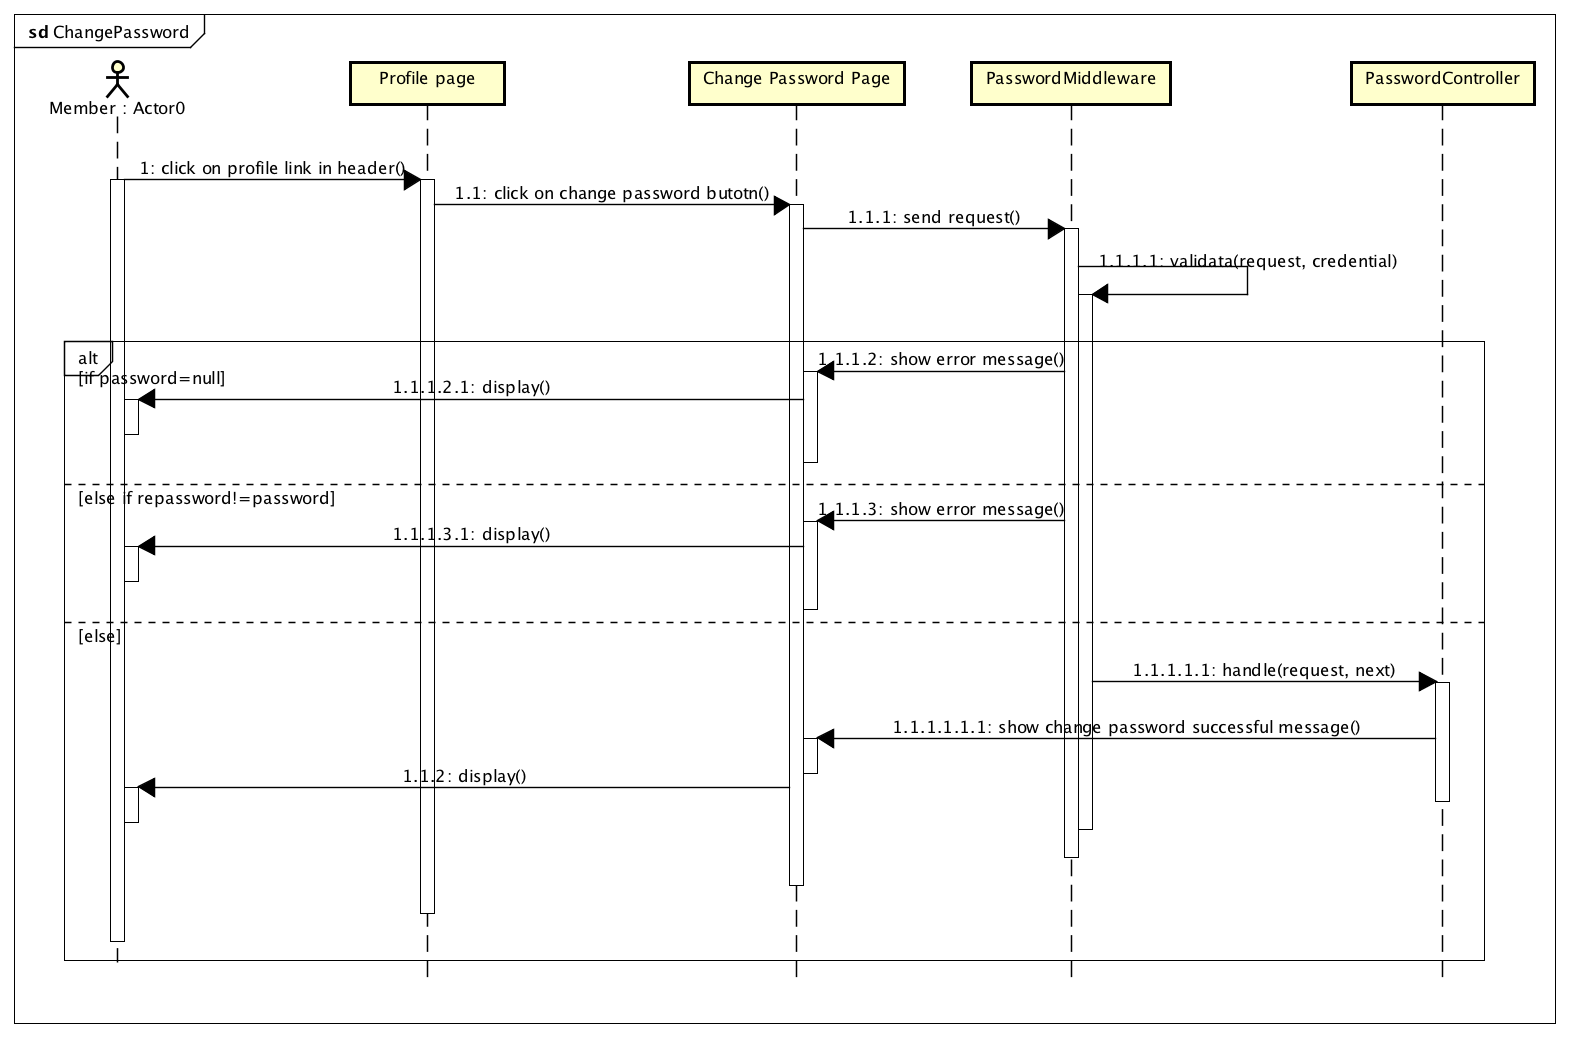 sd ChangePassword
Member : Actor0
Profile page
Change Password Page
PasswordMiddleware
PasswordController
1: click on profile link in header()
1.1: click on change password butotn()
1.1.1: send request()
1.1.1.1: validata(request, credential)
alt
[if password=null]
1.1.1.2: show error message()
1.1.1.2.1: display()
[else if repassword!=password]
1.1.1.3: show error message()
1.1.1.3.1: display()
[else]
1.1.1.1.1: handle(request, next)
1.1.1.1.1.1: show change password successful message()
1.1.2: display()